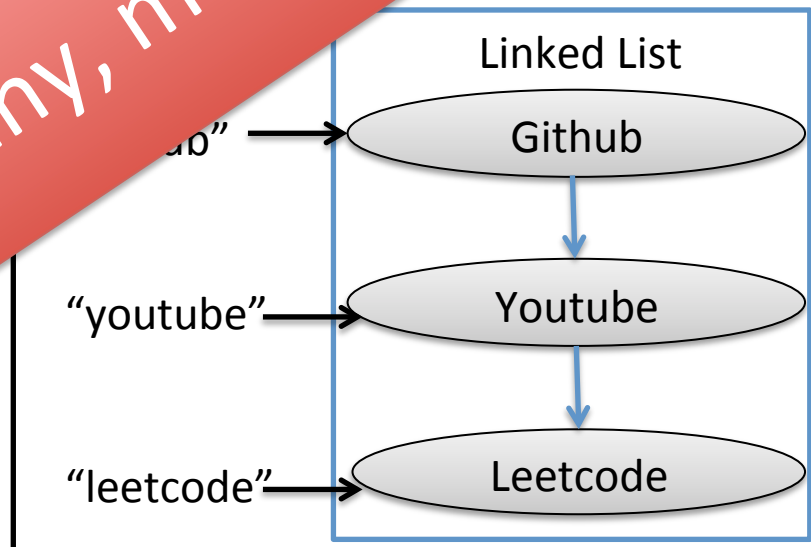 Linked List
Github
“youtube”
Youtube
“leetcode”
Leetcode